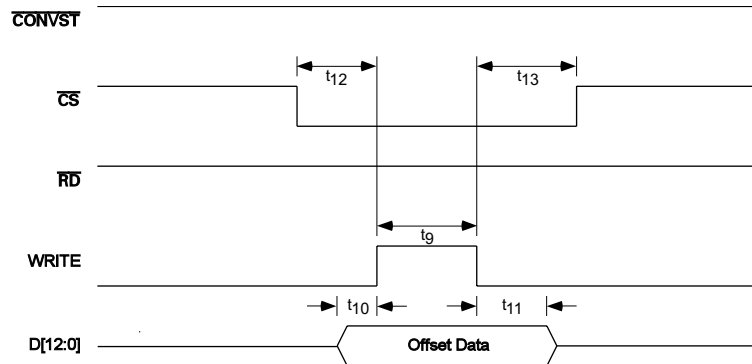 CONVST
t12 t13
CS
RD
t9
WRITE
t10 t11
D[12:0] Offset Data